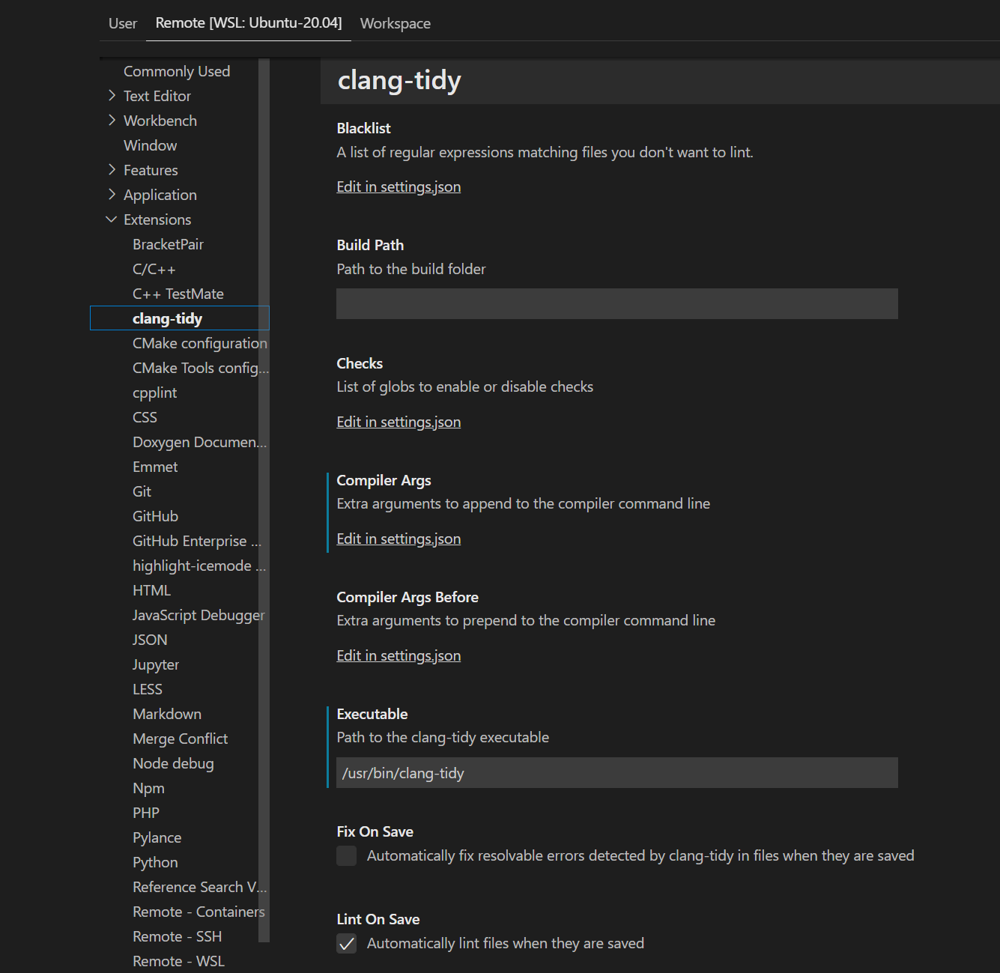 User
Remote [WSL: Ubuntu-20.04]
Workspace
Commonly Used
Text Editor
Workbench
Window
Features
Application
Extensions
BracketPair
C/C++
C++ TestMate
clang-tidy
CMake configuration
CMake Tools config...
cpplint
CSS
Doxygen Documen...
Emmet
Git
GitHub
GitHub Enterprise ...
highlight-icemode ...
HTML
JavaScript Debugger
JSON
Jupyter
LESS
Markdown
Merge Conflict
Node debug
Npm
PHP
Pylance
Python
Reference Search V...
Remote - Containers
Remote - SSH
Remote - WSL
clang-tidy
Blacklist
A list of regular expressions matching files you don't want to lint.
Edit in settings.json
Build Path
Path to the build folder
Checks
List of globs to enable or disable checks
Edit in settings.json
Compiler Args
Extra arguments to append to the compiler command line
Edit in settings.json
Compiler Args Before
Extra arguments to prepend to the compiler command line
Edit in settings.json
Executable
Path to the clang-tidy executable
/usr/bin/clang-tidy
Fix On Save
Automatically fix resolvable errors detected by clang-tidy in files when they are saved
Lint On Save
Automatically lint files when they are saved